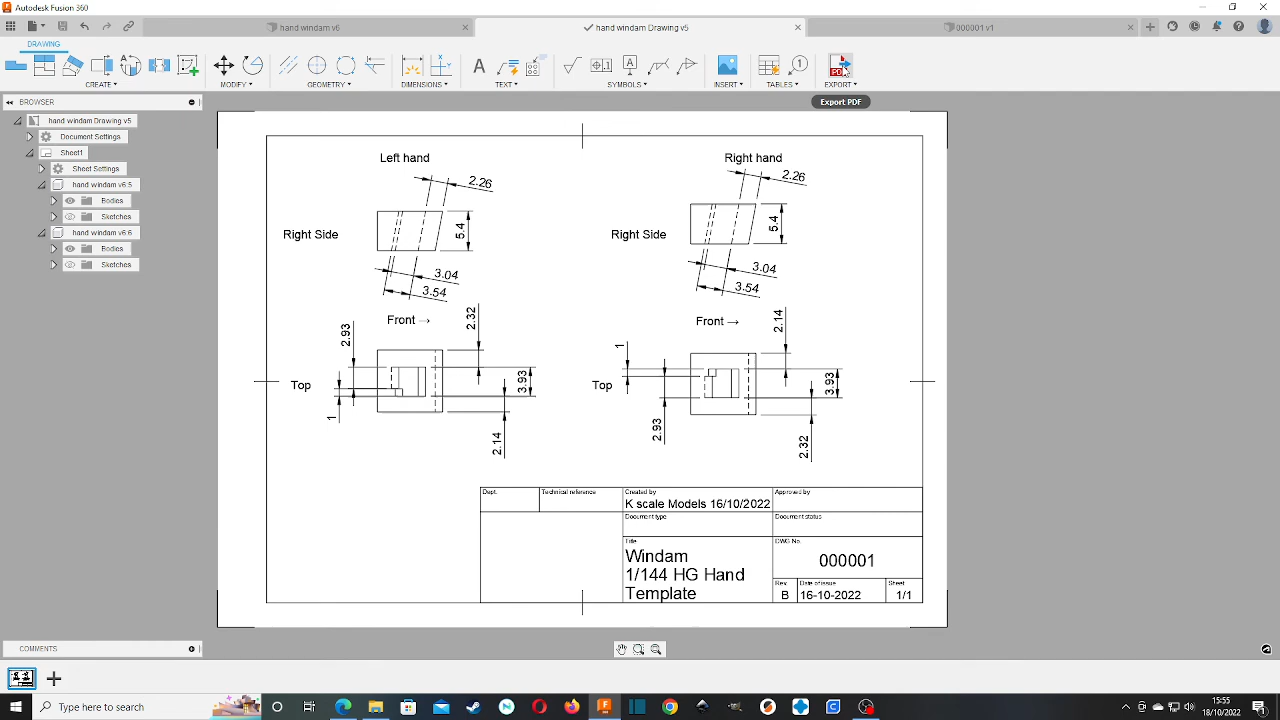 Autodesk Fusion 360
hand windam v6
hand windam Drawing v5
000001 v1
DRAWING
CREATE
MODIFY
GEOMETRY
DIMENSIONS
TEXT
SYMBOLS
INSERT
TABLES
EXPORT
BROWSER
Export PDF
hand windam Drawing v5
Document Settings
Sheet1
Sheet Settings
hand windam v6:5
Bodies
Sketches
hand windam v6:6
Bodies
Sketches
Left hand
2.26
Right Side
5.4
3.04
3.54
Front →
2.93
2.32
Top
3.93
1
2.14
Right hand
2.26
Right Side
5.4
3.04
3.54
Front →
2.14
1
Top
3.93
2.93
2.32
Dept.
Technical reference
Created by
K scale Models 16/10/2022
Approved by
Document type
Document status
Title
Windam
1/144 HG Hand
Template
DWG No.
000001
Rev.
B
Date of issue
16-10-2022
Sheet
1/1
COMMENTS
Type here to search
15:55
18/10/2022